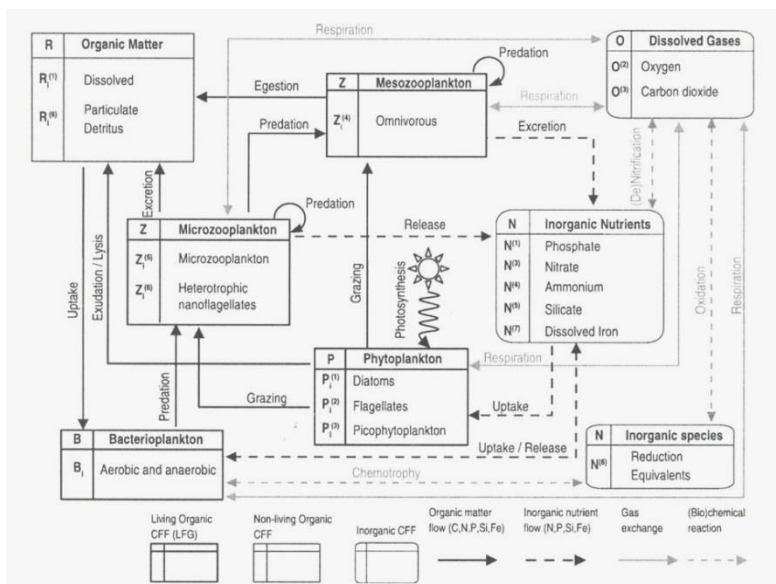 R Organic Matter
R i (1) Dissolved
R i (6) Particulate
Detritus
Respiration
O Dissolved Gases
O(2) Oxygen
O(3) Carbon dioxide
Predation
Z Mesozooplankton
Z i (4) Omnivorous
Egestion
Respiration
Predation
Excretion
(De)Nitrification
Excretion
Predation
Z Microzooplankton
Z i (5) Microzooplankton
Z i (6) Heterotrophic
nanoflagellates
Release
N Inorganic Nutrients
N(1) Phosphate
N(3) Nitrate
N(4) Ammonium
N(5) Silicate
N(7) Dissolved Iron
Uptake
Exudation / Lysis
Grazing
Photosynthesis
Oxidation
Respiration
P Phytoplankton
P i (1) Diatoms
P i (2) Flagellates
P i (3) Picophytoplankton
Respiration
Predation
Grazing
Uptake
B Bacterioplankton
B i Aerobic and anaerobic
Uptake / Release
Chemotrophy
N Inorganic species
N(6) Reduction
Equivalents
Living Organic
CFF (LFG)
Non-living Organic
CFF
Inorganic CFF
Organic matter
flow (C,N,P,Si,Fe)
Inorganic nutrient
flow (N,P,Si,Fe)
Gas
exchange
(Bio)chemical
reaction